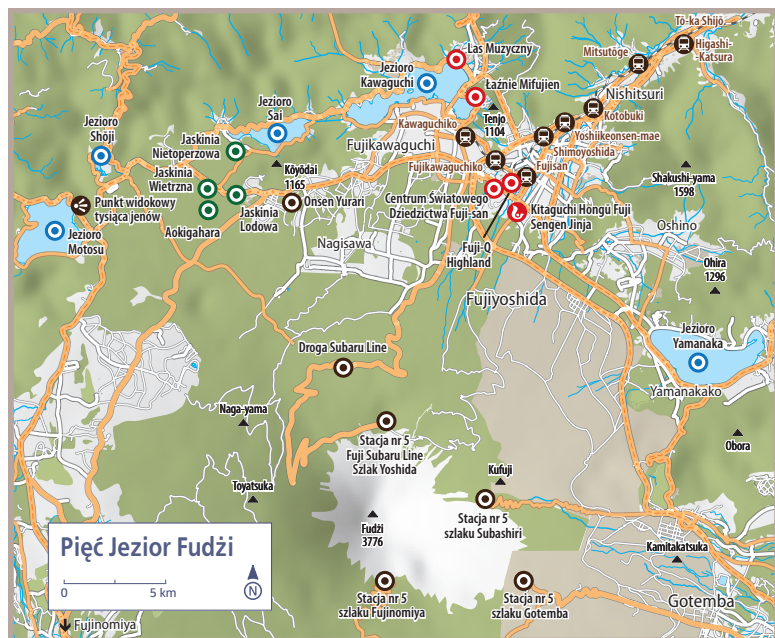 Tō-ka Shijō
Las Muzyczny
Mitsutōge
Higashi-
-Katsura
Jezioro
Kawaguchi
Łaźnie Mifujien
Nishitsuri
Jezioro
Sai
Tenjo
1104
Kotobuki
Jezioro
Shōji
Kawaguchiko
Yoshiikeonsen-mae
Jaskinia
Nietoperzowa
Fujikawaguchi
Shimoyoshida
Kōyōdai
1165
Fujikawaguchiko
Fujisan
Shakushi-yama
1598
Jaskinia
Wietrzna
Punkt widokowy
tysiąca jenów
Onsen Yurari
Centrum Światowego
Dziedzictwa Fuji-san
Jaskinia
Lodowa
Kitaguchi Hongū Fuji
Sengen Jinja
Aokigahara
Jezioro
Motosu
Nagisawa
Oshino
Fuji-Q
Highland
Ohira
1296
Fujiyoshida
Jezioro
Yamanaka
Droga Subaru Line
Yamanakako
Naga-yama
Stacja nr 5
Fuji Subaru Line
Szlak Yoshida
Obora
Kufuji
Toyatsuka
Stacja nr 5
szlaku Subashiri
Fudżi
3776
Pięć Jezior Fudżi
Kamitakatsuka
0 5 km
N
Stacja nr 5
szlaku Fujinomiya
Stacja nr 5
szlaku Gotemba
Gotemba
Fujinomiya